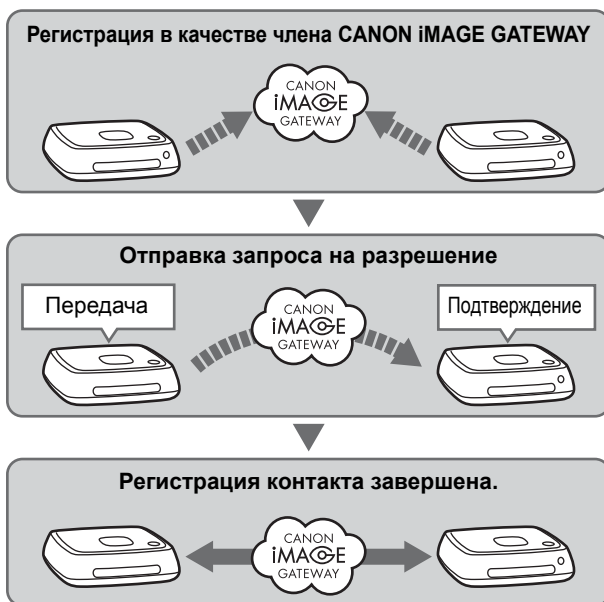 Регистрация в качестве члена CANON iMAGE GATEWAY
CANON
iMAGE
GATEWAY
Отправка запроса на разрешение
Передача
CANON
iMAGE
GATEWAY
Подтверждение
Регистрация контакта завершена.
CANON
iMAGE
GATEWAY